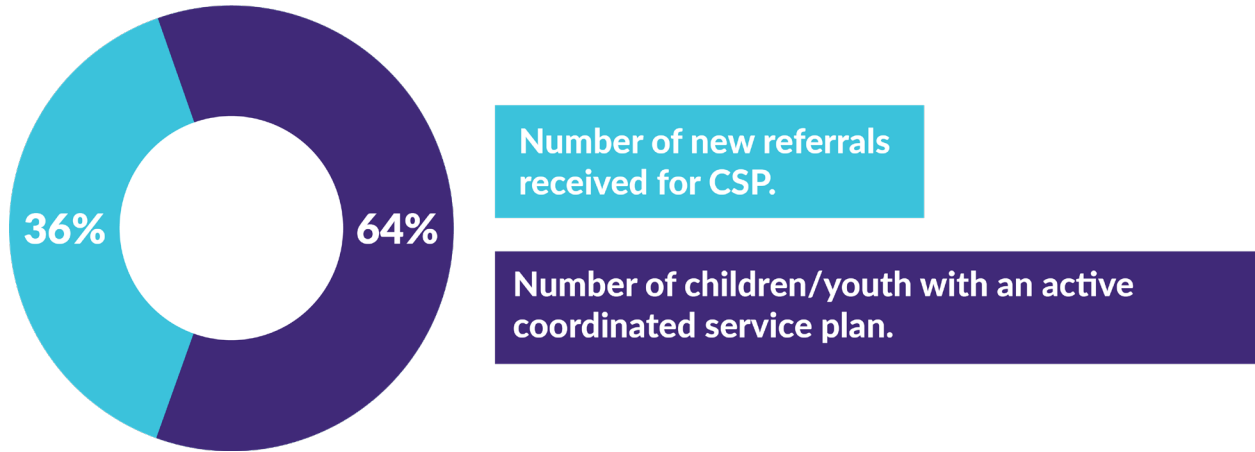 36%
64%
Number of new referrals
received for CSP.
Number of children/youth with an active
coordinated service plan.